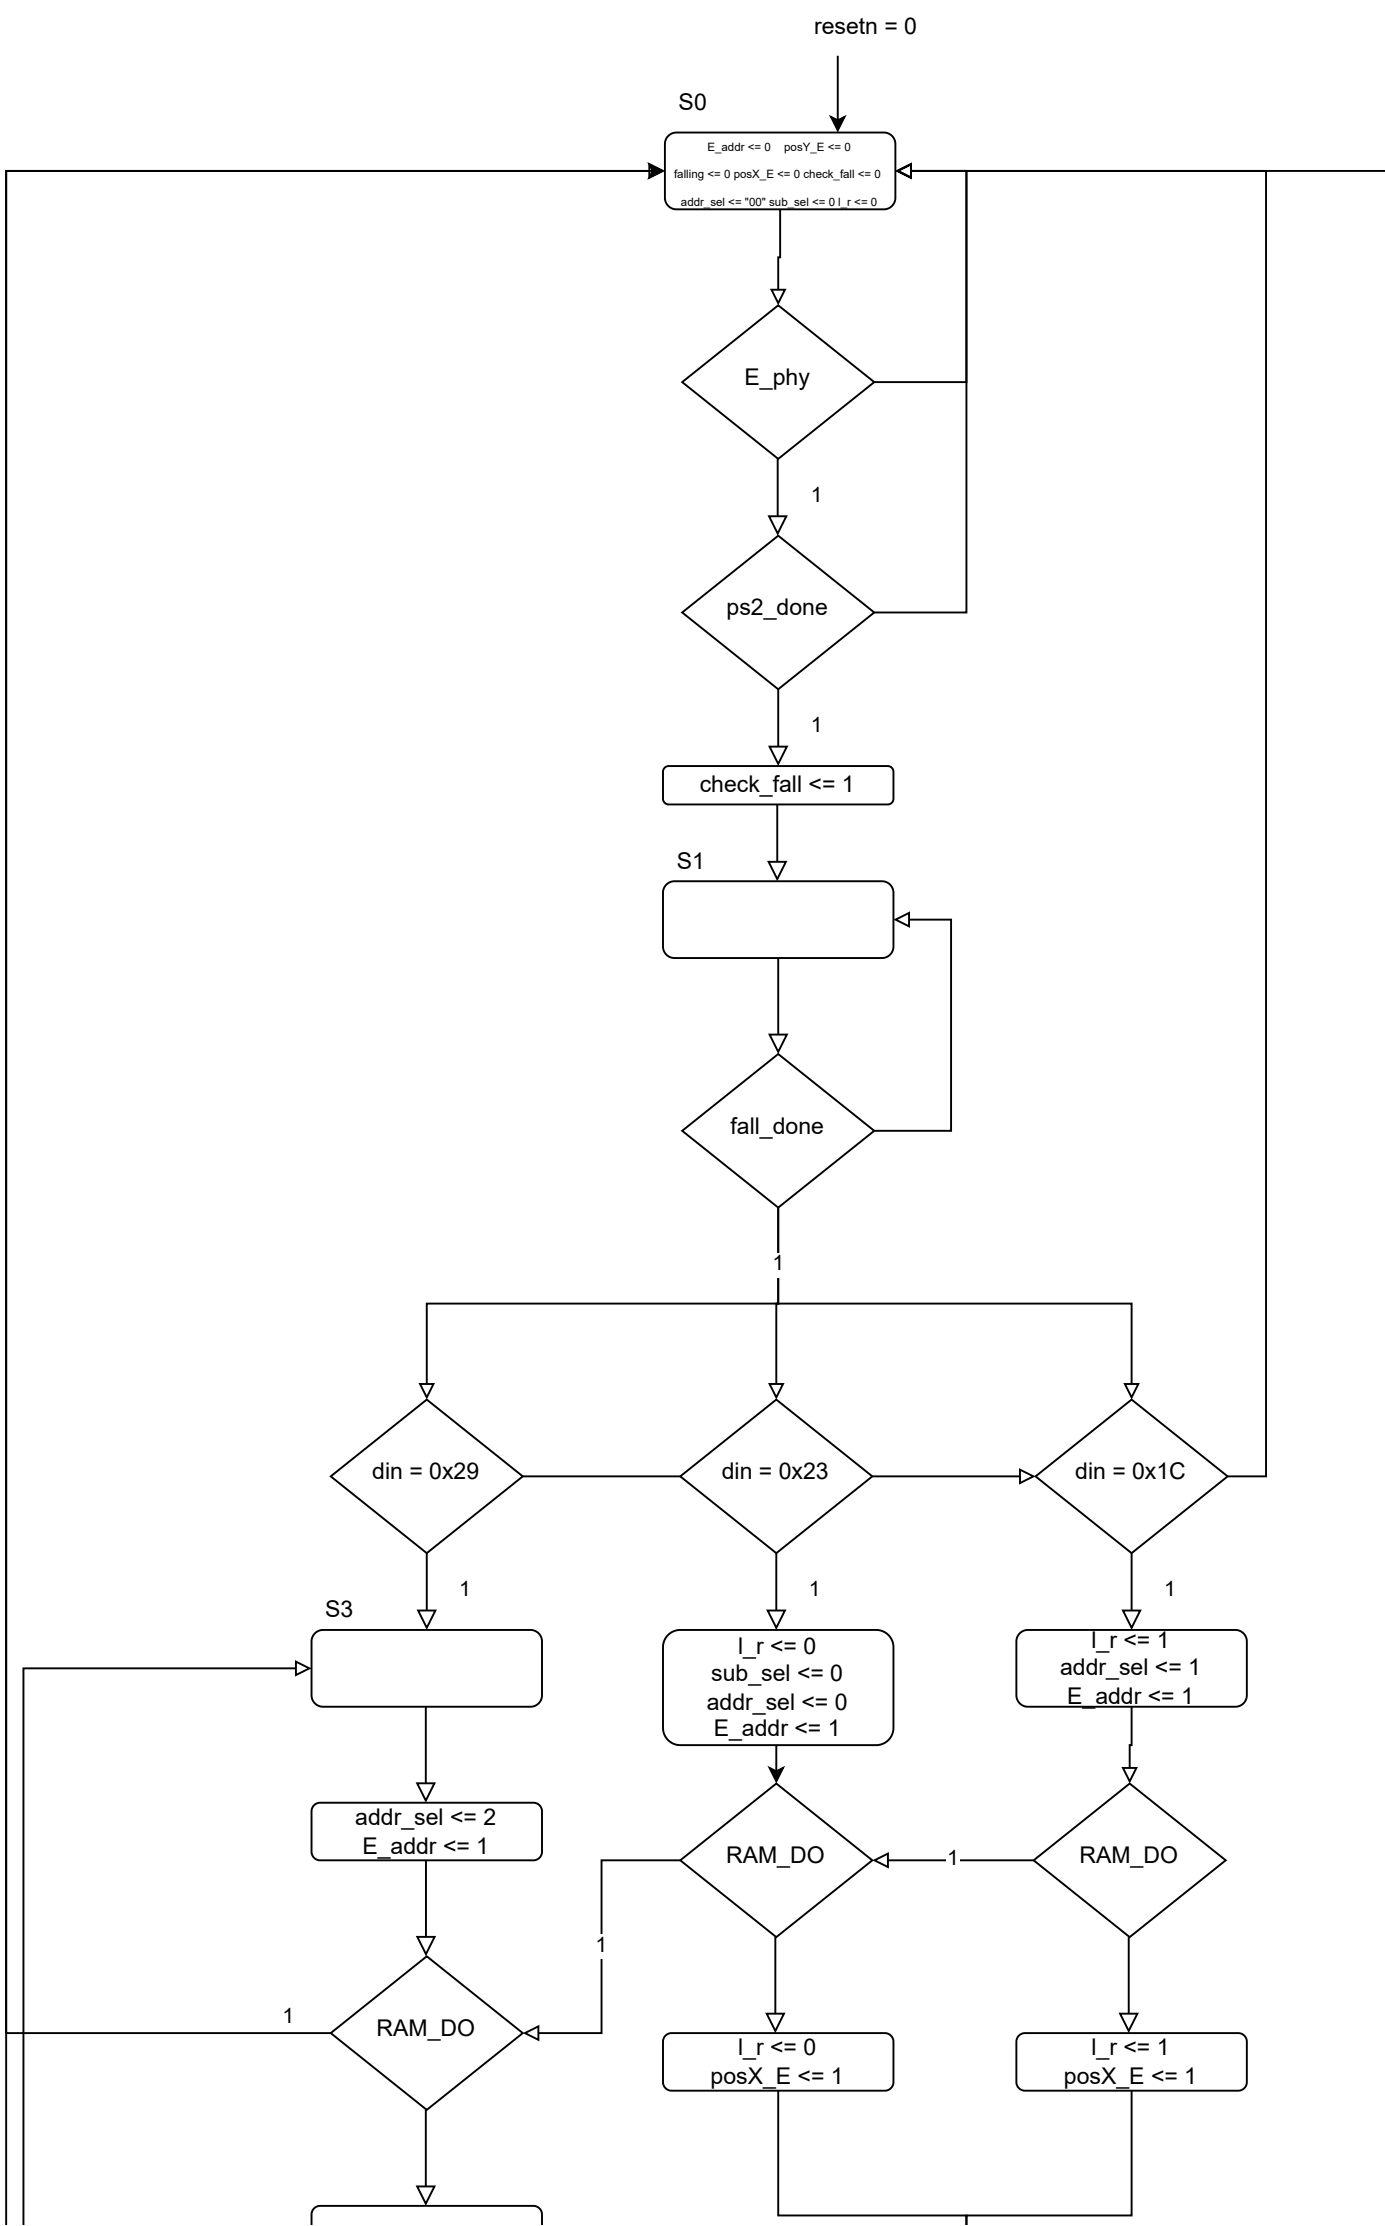 resetn = 0
S0
E_addr <= 0 posY_E <= 0
falling <= 0 posX_E <= 0 check_fall <= 0
addr_sel <= "00" sub_sel <= 0 l_r <= 0
E_phy
1
ps2_done
1
check_fall <= 1
S1
fall_done
1
din = 0x29
din = 0x23
din = 0x1C
1
1
1
S3
l_r <= 0
sub_sel <= 0
addr_sel <= 0
E_addr <= 1
l_r <= 1
addr_sel <= 1
E_addr <= 1
addr_sel <= 2
E_addr <= 1
RAM_DO
1
RAM_DO
1
1
RAM_DO
l_r <= 0
posX_E <= 1
l_r <= 1
posX_E <= 1